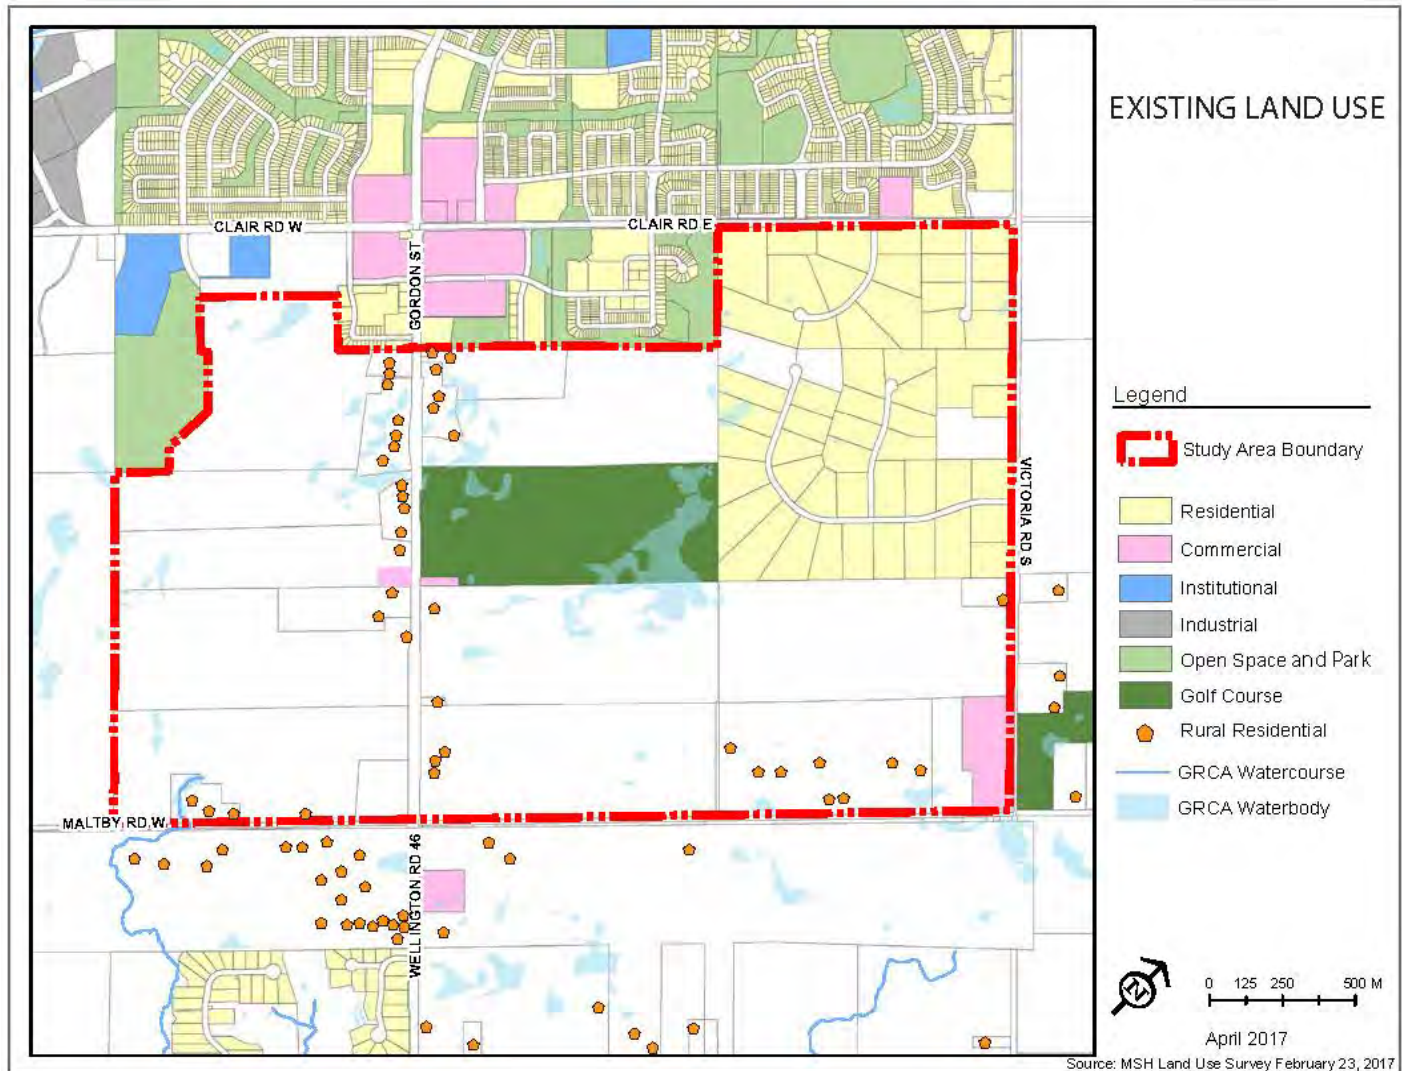 EXISTING LAND USE
CLAIR RD W
CLAIR RD E
GORDON ST
VICTORIA RD S
MALTBY RD W
WELLINGTON RD 46
Legend
Study Area Boundary
Residential
Commercial
Institutional
Industrial
Open Space and Park
Golf Course
Rural Residential
GRCA Watercourse
GRCA Waterbody
N
0 125 250 500 M
April 2017
Source: MSH Land Use Survey February 23, 2017